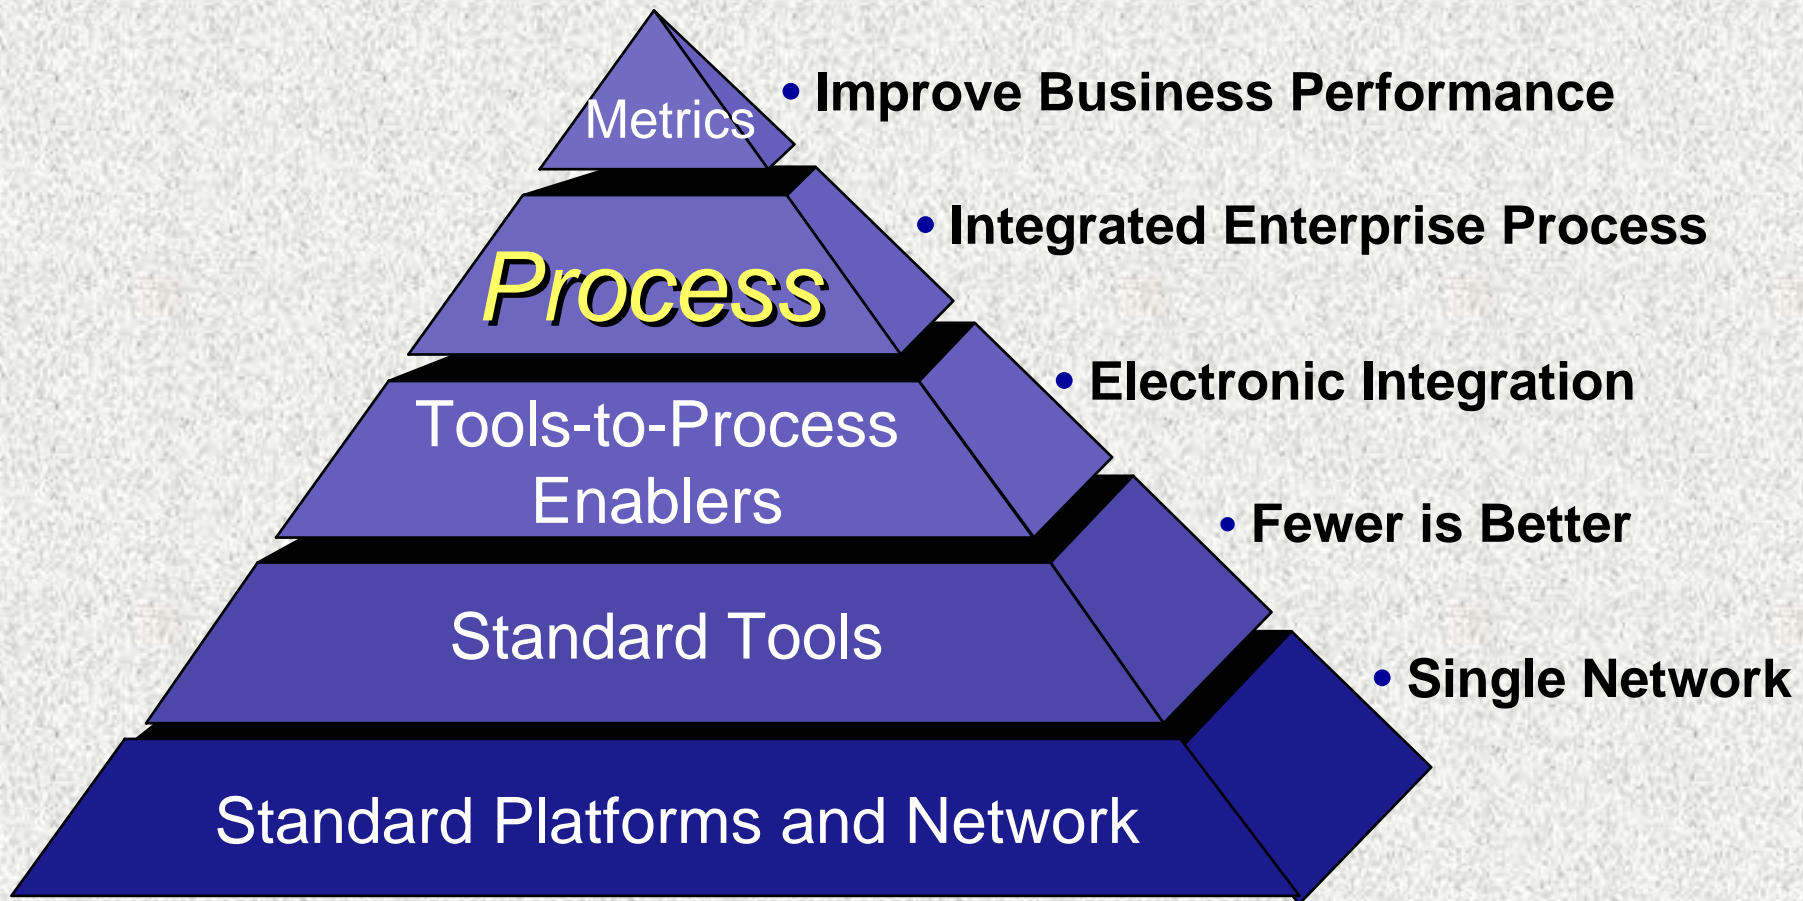 Metrics
• Improve Business Performance
Process
• Integrated Enterprise Process
Tools-to-Process
Enablers
• Electronic Integration
Standard Tools
• Fewer is Better
Standard Platforms and Network
• Single Network